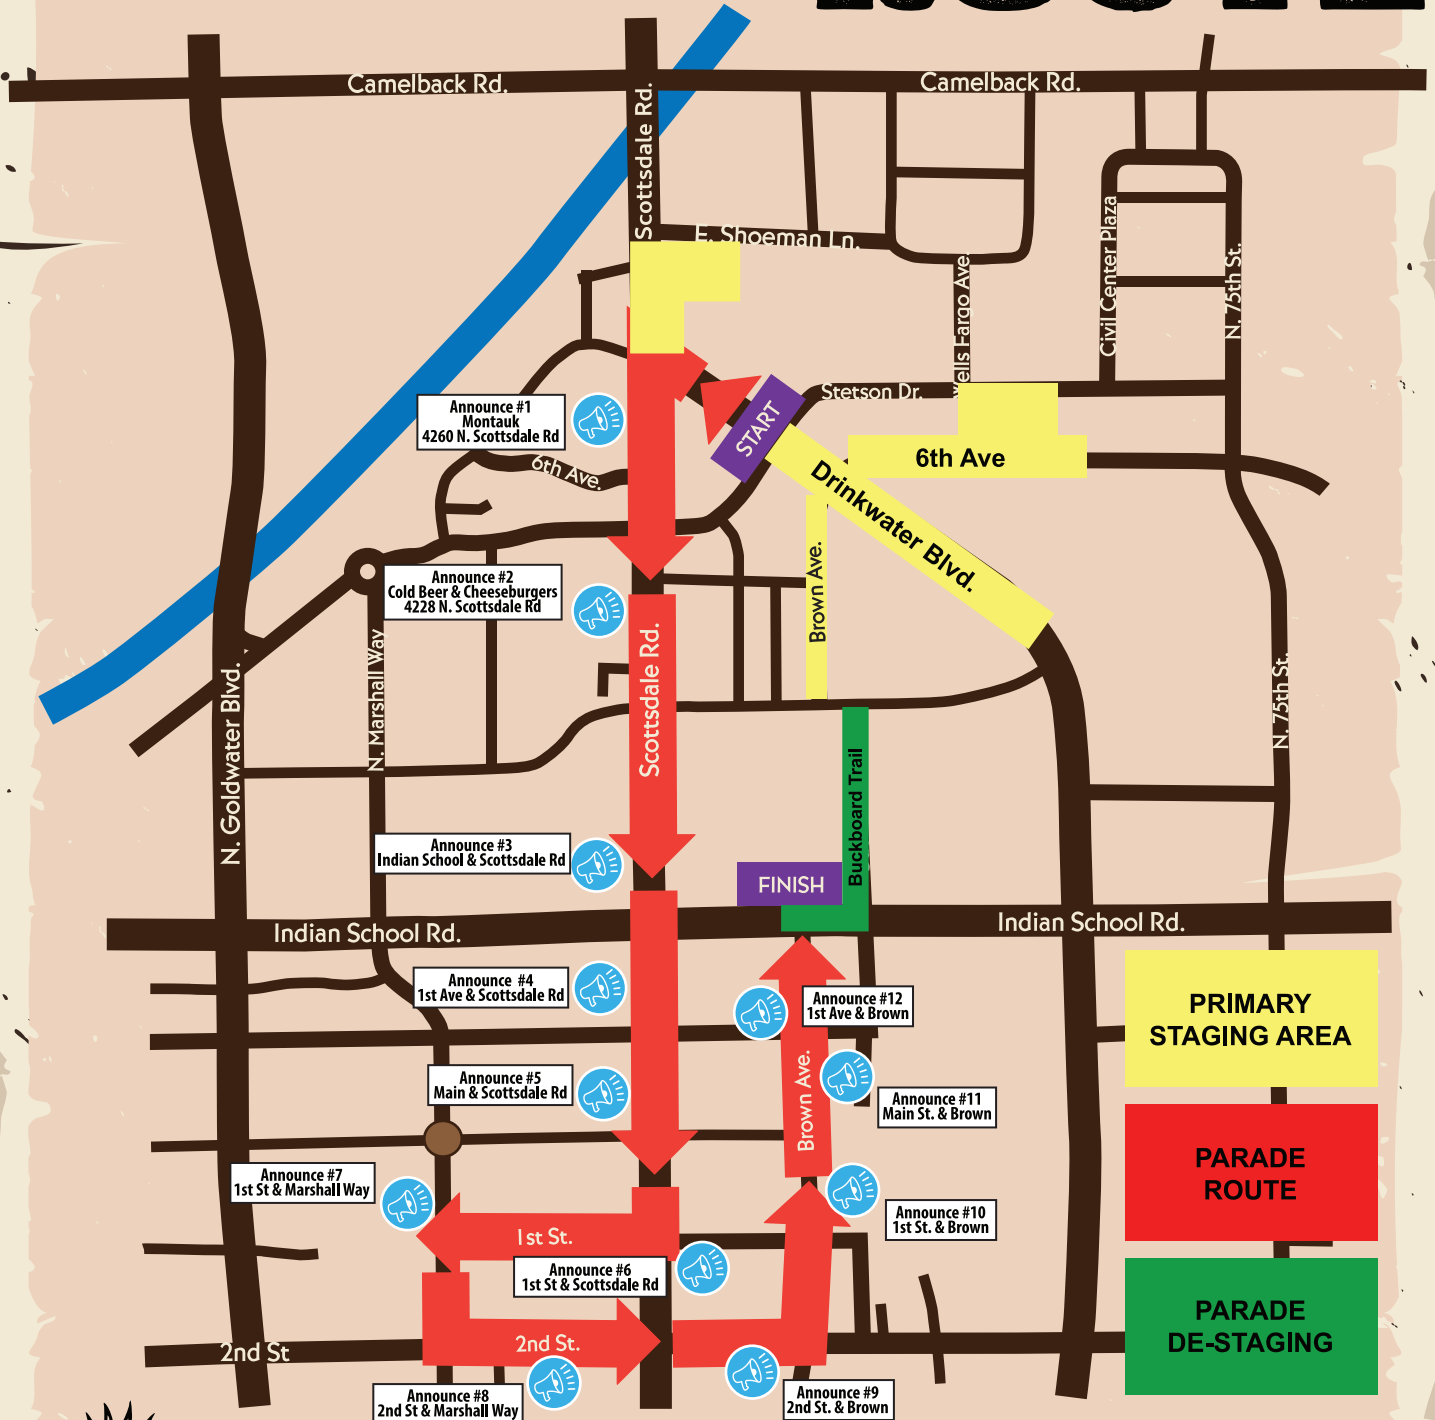 Camelback Rd.
Camelback Rd.
Scottsdale Rd.
E. Shoeman Ln.
Fargo Ave.
Civil Center Plaza
N. 75th St.
Stetson Dr.
START
Announce #1
Montauk
4260 N. Scottsdale Rd
6th Ave.
6th Ave
Drinkwater Blvd.
Brown Ave.
Announce #2
Cold Beer & Cheeseburgers
4228 N. Scottsdale Rd
N. Marshall Way
N. Goldwater Blvd.
Scottsdale Rd.
N. 75th St.
Buckboard Trail
Announce #3
Indian School & Scottsdale Rd
FINISH
Indian School Rd.
Indian School Rd.
Announce #4
1st Ave & Scottsdale Rd
Announce #12
1st Ave & Brown
PRIMARY
STAGING AREA
Announce #5
Main & Scottsdale Rd
Brown Ave.
Announce #11
Main St. & Brown
Announce #7
1st St & Marshall Way
PARADE
ROUTE
Announce #10
1st St. & Brown
1st St.
Announce #6
1st St & Scottsdale Rd
2nd St
2nd St.
PARADE
DE-STAGING
Announce #8
2nd St & Marshall Way
Announce #9
2nd St. & Brown